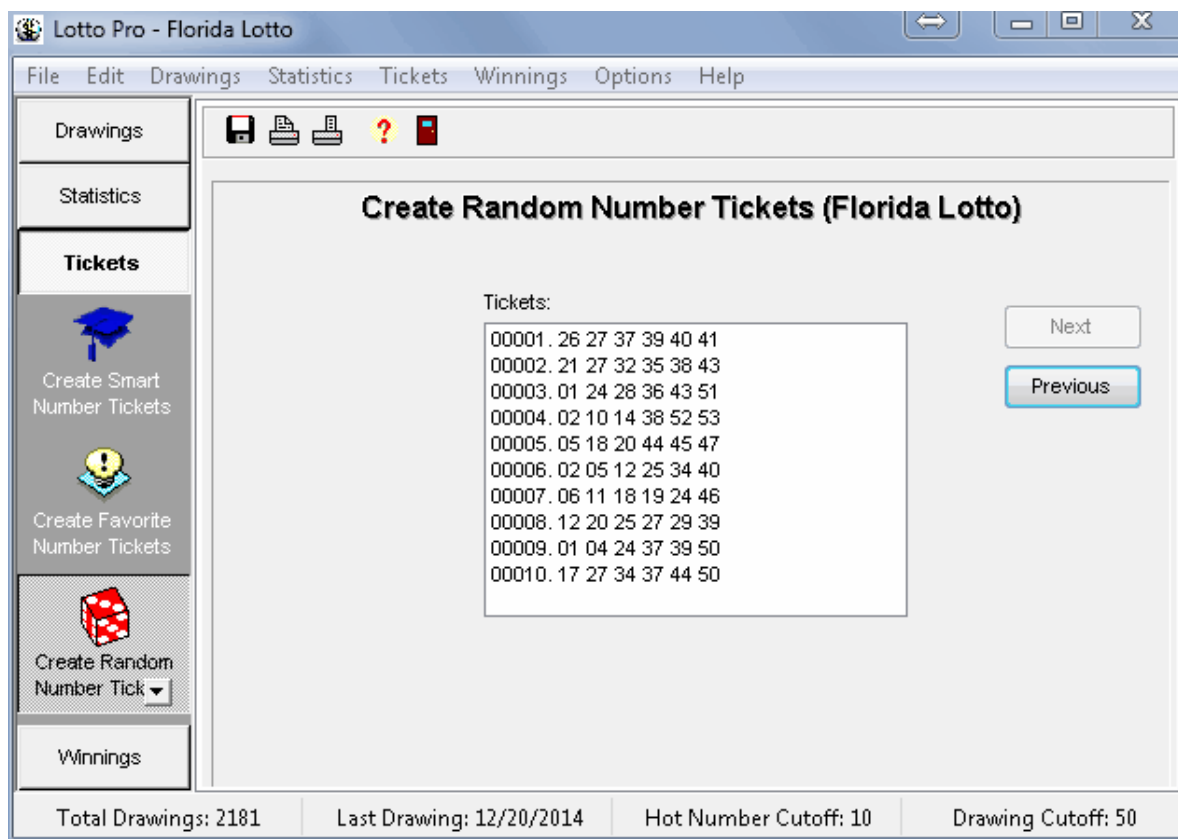 Lotto Pro - Florida Lotto
File Edit Drawings Statistics Tickets Winnings Options Help
Drawings
Statistics
Tickets
Create Smart
Number Tickets
Create Favorite
Number Tickets
Create Random
Number Tick
Winnings
Create Random Number Tickets (Florida Lotto)
Tickets:
00001. 26 27 37 39 40 41
00002. 21 27 32 35 38 43
00003. 01 24 28 36 43 51
00004. 02 10 14 38 52 53
00005. 05 18 20 44 45 47
00006. 02 05 12 25 34 40
00007. 06 11 18 19 24 46
00008. 12 20 25 27 29 39
00009. 01 04 24 37 39 50
00010. 17 27 34 37 44 50
Next
Previous
Total Drawings: 2181 Last Drawing: 12/20/2014 Hot Number Cutoff: 10 Drawing Cutoff: 50